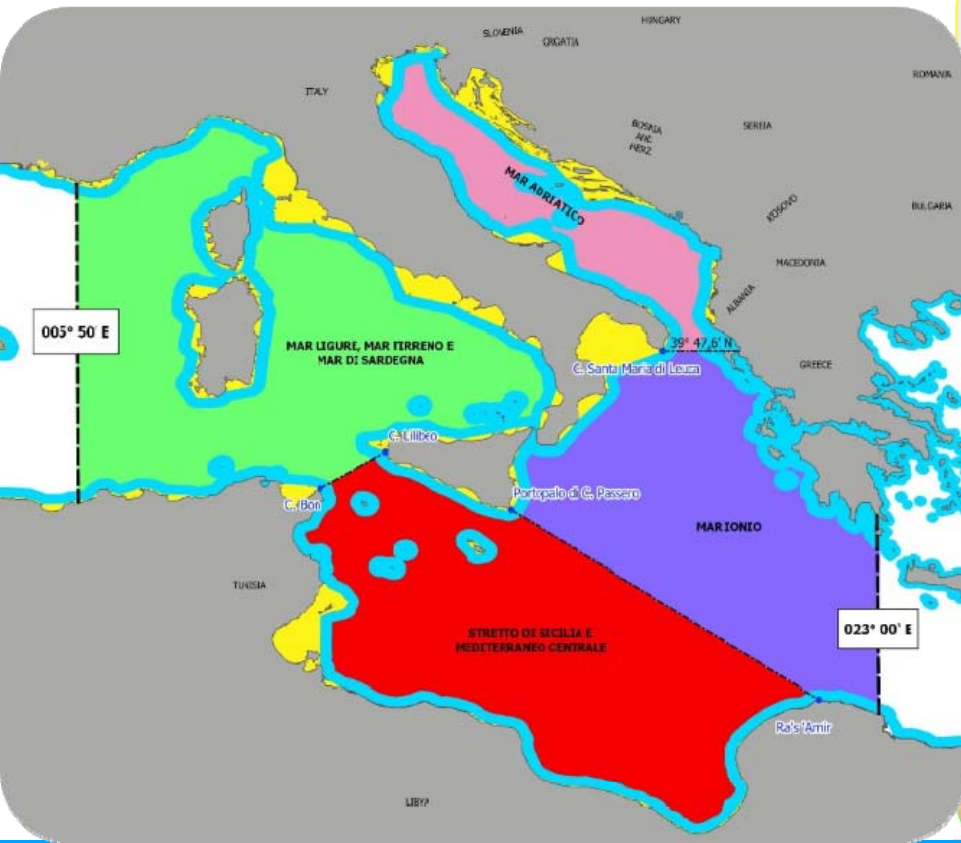 HUNGARY
SLOVENIA
CROATIA
ROMANIA
ITALY
BOSNIA
AND
HERZ.
SERBIA
MAR ADRIATICO
KOSOVO
BULGARIA
MACEDONIA
ALBANIA
005° 50' E
MAR LIGURE, MAR TIRRENO E
MAR DI SARDEGNA
39° 47,6' N
GREECE
C. Santa Maria di Leuca
C. Lilibeo
C. Bon
Portopalo di C. Passero
MAR IONIO
TUNISIA
STRETTO DI SICILIA E
MEDITERRANEO CENTRALE
023° 00' E
Ra's 'Amir
LIBYA